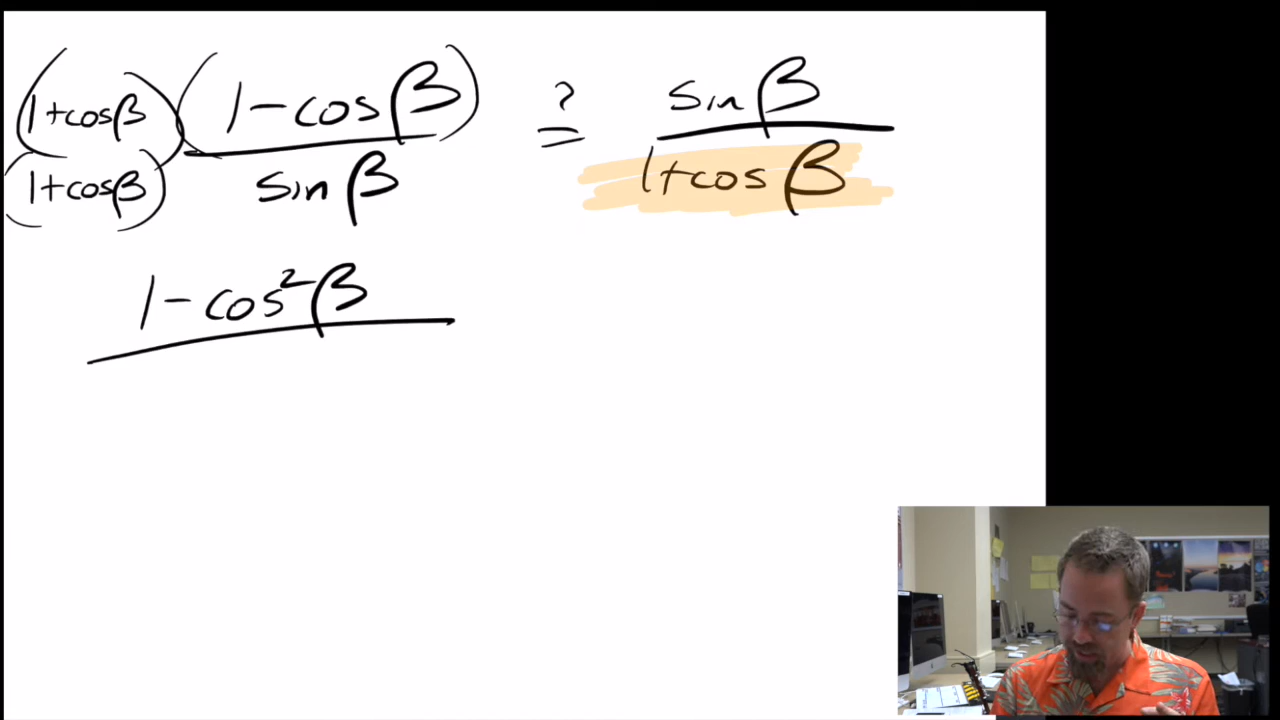 (1+cosβ) (1-cosβ) ?= sinβ
(1+cosβ) sinβ 1+cosβ
1-cos²β